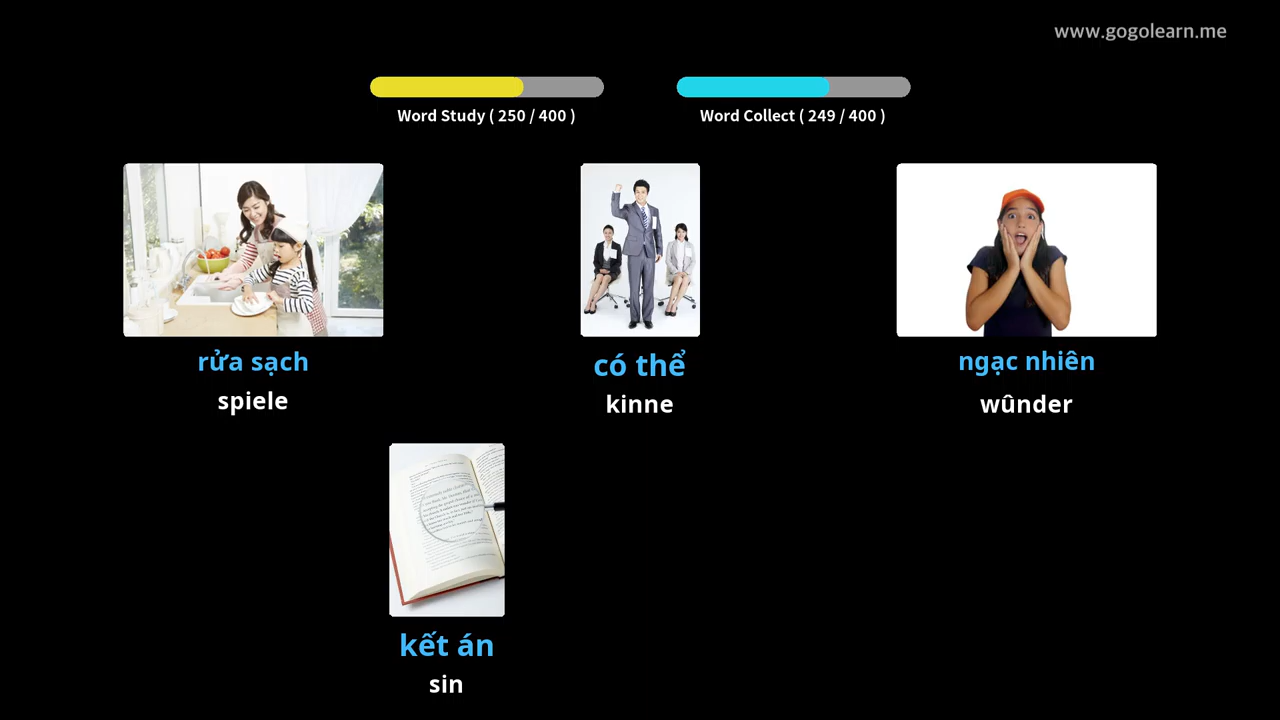 www.gogolearn.me
Word Study ( 250 / 400 )
Word Collect ( 249 / 400 )
rửa sạch
spiele
có thể
kinne
ngạc nhiên
wûnder
kết án
sin